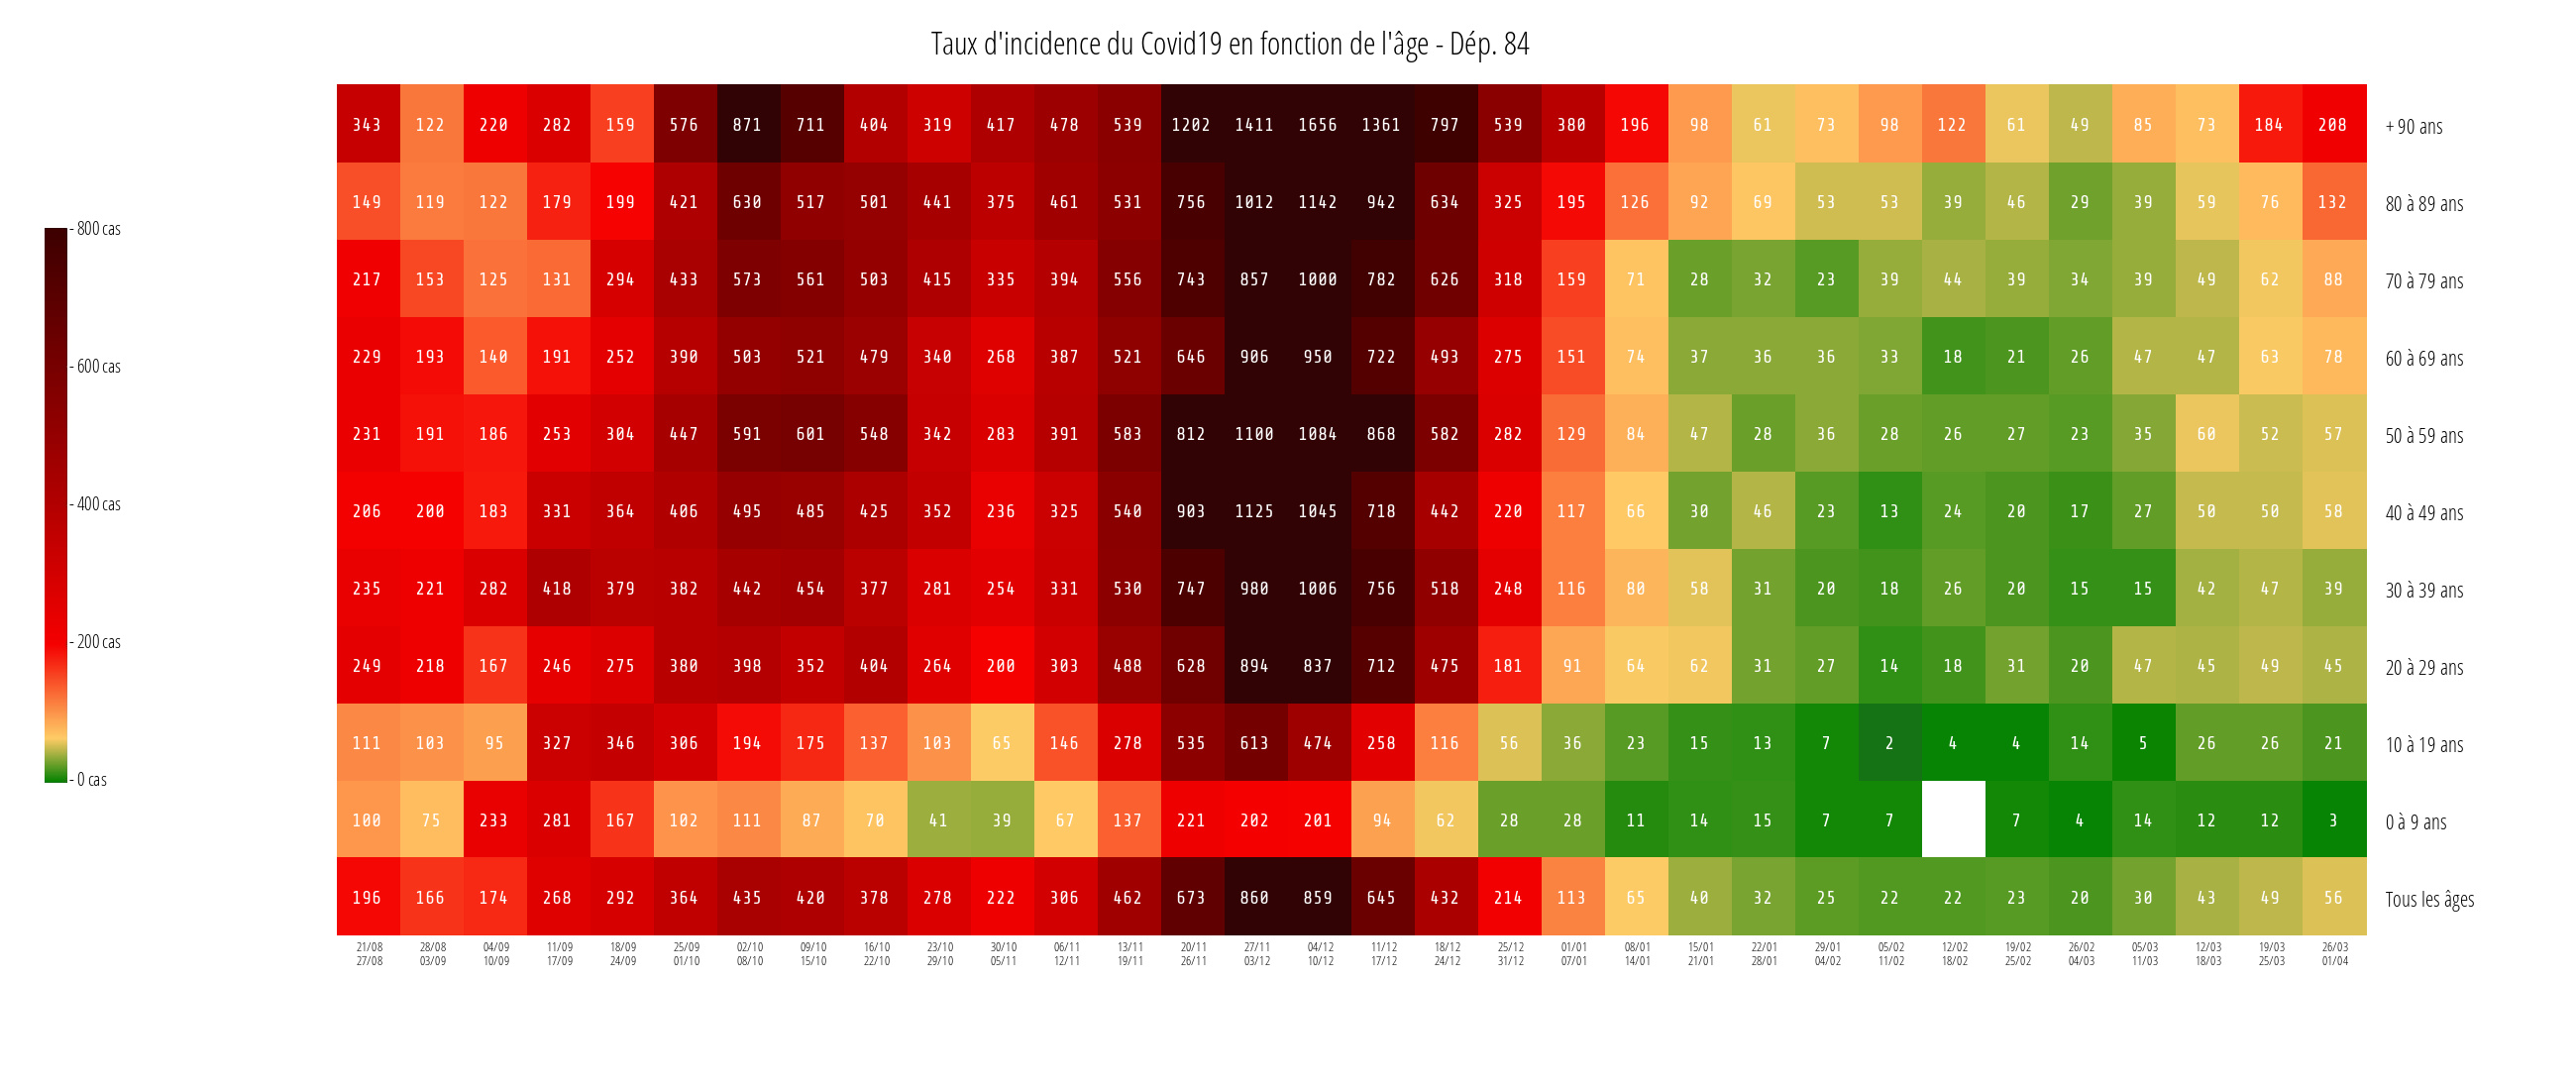 Taux d'incidence du Covid19 en fonction de l'âge - Dép. 84
343 122 220 282 159 576 871 711 404 319 417 478 539 1202 1411 1656 1361 797 539 380 196 98 61 73 98 122 61 49 85 73 184 208 + 90 ans
149 119 122 179 199 421 630 517 501 441 375 461 531 756 1012 1142 942 634 325 195 126 92 69 53 53 39 46 29 39 59 76 132 80 à 89 ans
- 800 cas
217 153 125 131 294 433 573 561 503 415 335 394 556 743 857 1000 782 626 318 159 71 28 32 23 39 44 39 34 39 49 62 88 70 à 79 ans
229 193 140 191 252 390 503 521 479 340 268 387 521 646 906 950 722 493 275 151 74 37 36 36 33 18 21 26 47 47 63 78 60 à 69 ans
- 600 cas
231 191 186 253 304 447 591 601 548 342 283 391 583 812 1100 1084 868 582 282 129 84 47 28 36 28 26 27 23 35 60 52 57 50 à 59 ans
- 400 cas
206 200 183 331 364 406 495 485 425 352 236 325 540 903 1125 1045 718 442 220 117 66 30 46 23 13 24 20 17 27 50 50 58 40 à 49 ans
235 221 282 418 379 382 442 454 377 281 254 331 530 747 980 1006 756 518 248 116 80 58 31 20 18 26 20 15 15 42 47 39 30 à 39 ans
- 200 cas
249 218 167 246 275 380 398 352 404 264 200 303 488 628 894 837 712 475 181 91 64 62 31 27 14 18 31 20 47 45 49 45 20 à 29 ans
111 103 95 327 346 306 194 175 137 103 65 146 278 535 613 474 258 116 56 36 23 15 13 7 2 4 4 14 5 26 26 21 10 à 19 ans
- 0 cas
100 75 233 281 167 102 111 87 70 41 39 67 137 221 202 201 94 62 28 28 11 14 15 7 7 7 4 14 12 12 3 0 à 9 ans
196 166 174 268 292 364 435 420 378 278 222 306 462 673 860 859 645 432 214 113 65 40 32 25 22 22 23 20 30 43 49 56 Tous les âges
21/08 28/08 04/09 11/09 18/09 25/09 02/10 09/10 16/10 23/10 30/10 06/11 13/11 20/11 27/11 04/12 11/12 18/12 25/12 01/01 08/01 15/01 22/01 29/01 05/02 12/02 19/02 26/02 05/03 12/03 19/03 26/03
27/08 03/09 10/09 17/09 24/09 01/10 08/10 15/10 22/10 29/10 05/11 12/11 19/11 26/11 03/12 10/12 17/12 24/12 31/12 07/01 14/01 21/01 28/01 04/02 11/02 18/02 25/02 04/03 11/03 18/03 25/03 01/04